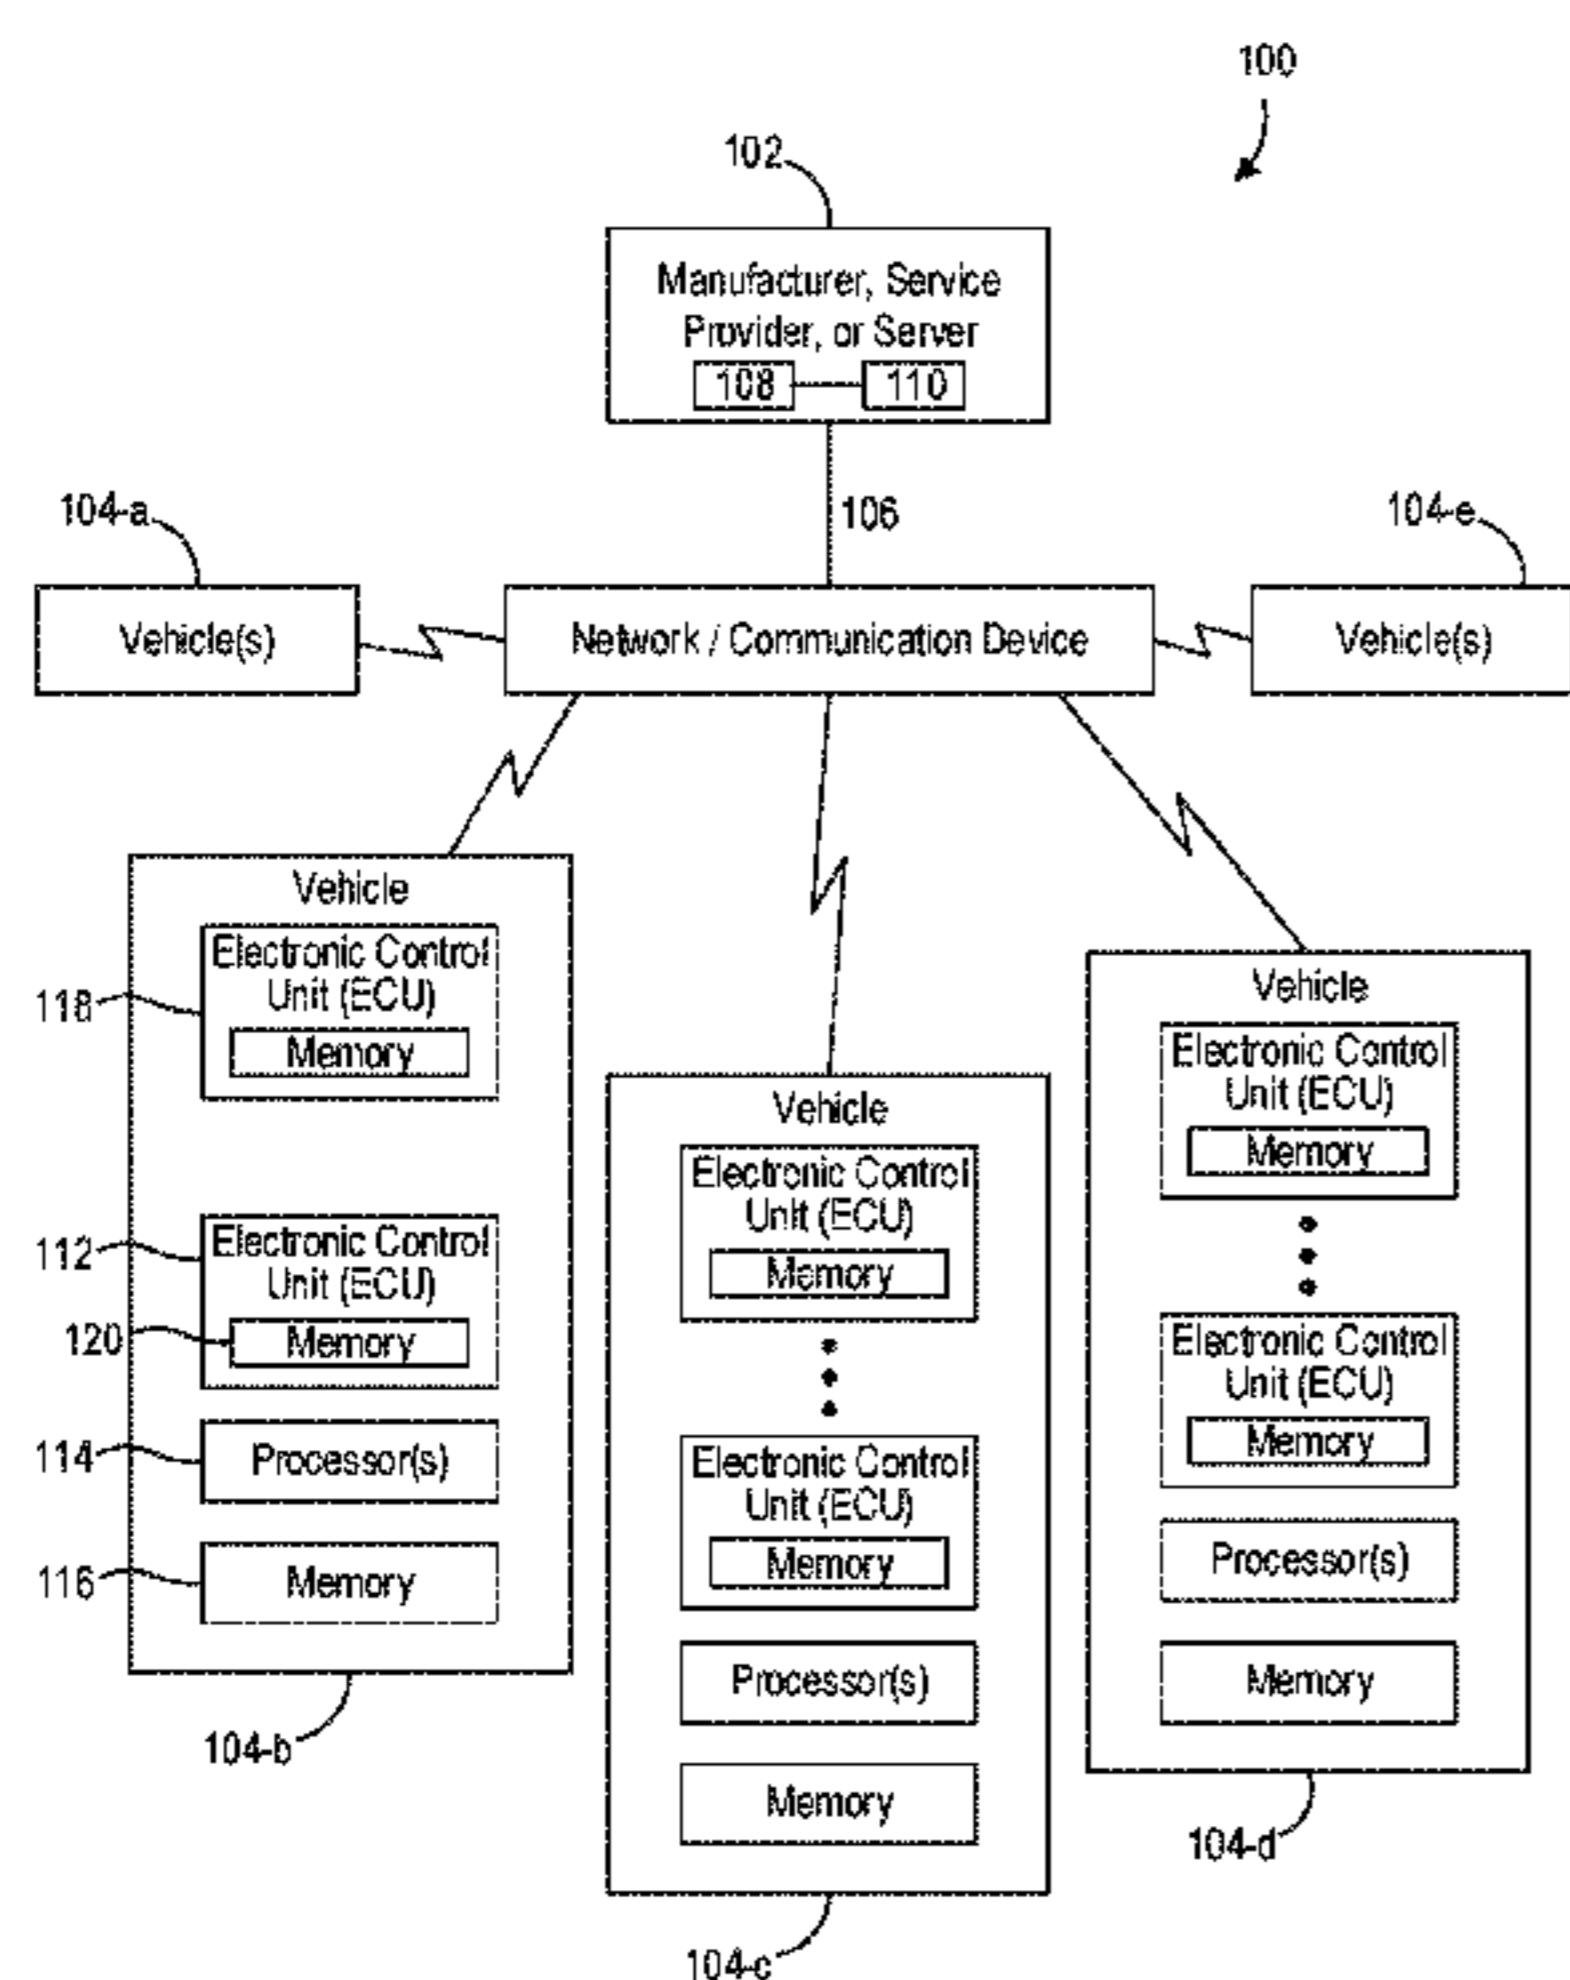 100
102
Manufacturer, Service
Provider, or Server
108
110
106
104-a
104-e
Vehicle(s)
Network / Communication Device
Vehicle(s)
Vehicle
Electronic Control
Unit (ECU)
Memory
118
Electronic Control
Unit (ECU)
Memory
112
120
Processor(s)
114
Memory
116
104-b
Vehicle
Electronic Control
Unit (ECU)
Memory
Electronic Control
Unit (ECU)
Memory
Processor(s)
Memory
104-c
Vehicle
Electronic Control
Unit (ECU)
Memory
Electronic Control
Unit (ECU)
Memory
Processor(s)
Memory
104-d